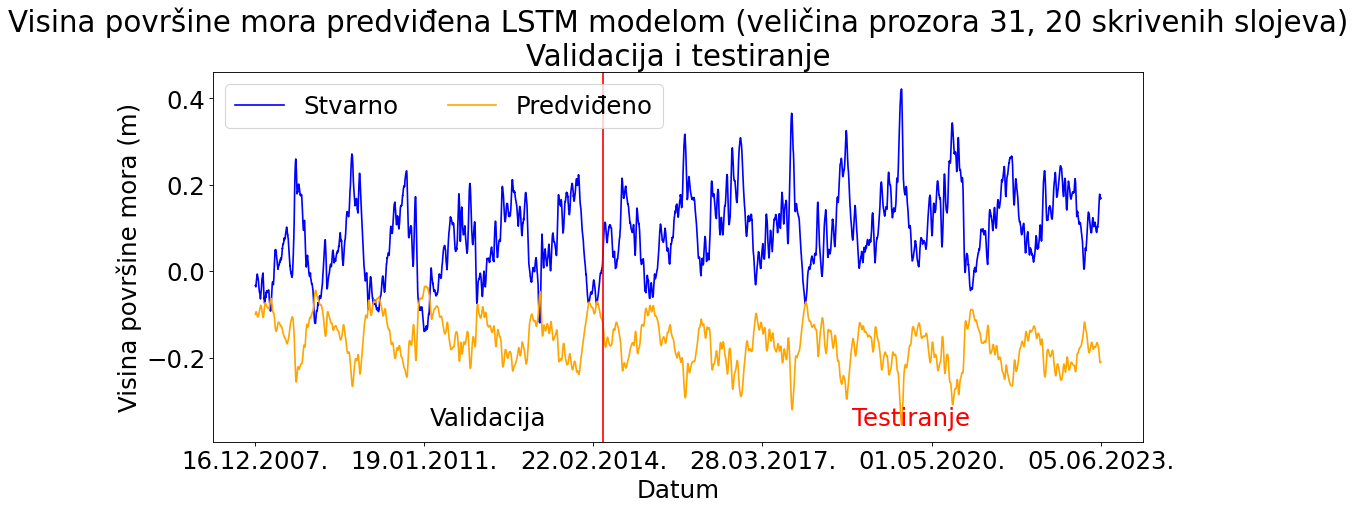 Visina površine mora predviđena LSTM modelom (veličina prozora 31, 20 skrivenih slojeva)
Validacija i testiranje
Stvarno
Predviđeno
Visina površine mora (m)
0.4
0.2
0.0
−0.2
Validacija
Testiranje
16.12.2007.
19.01.2011.
22.02.2014.
28.03.2017.
01.05.2020.
05.06.2023.
Datum